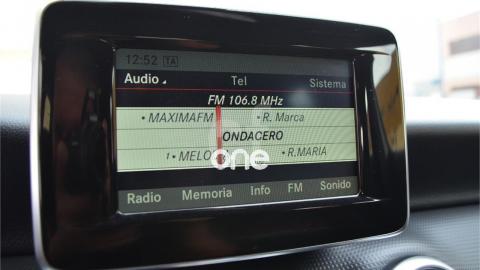 12:52 TA
Audio Tel Sistema
FM 106.8 MHz
• MAXIMAFM • R. Marca
ONDACERO
1 • MELO • R.MARIA
one
Radio Memoria Info FM Sonido